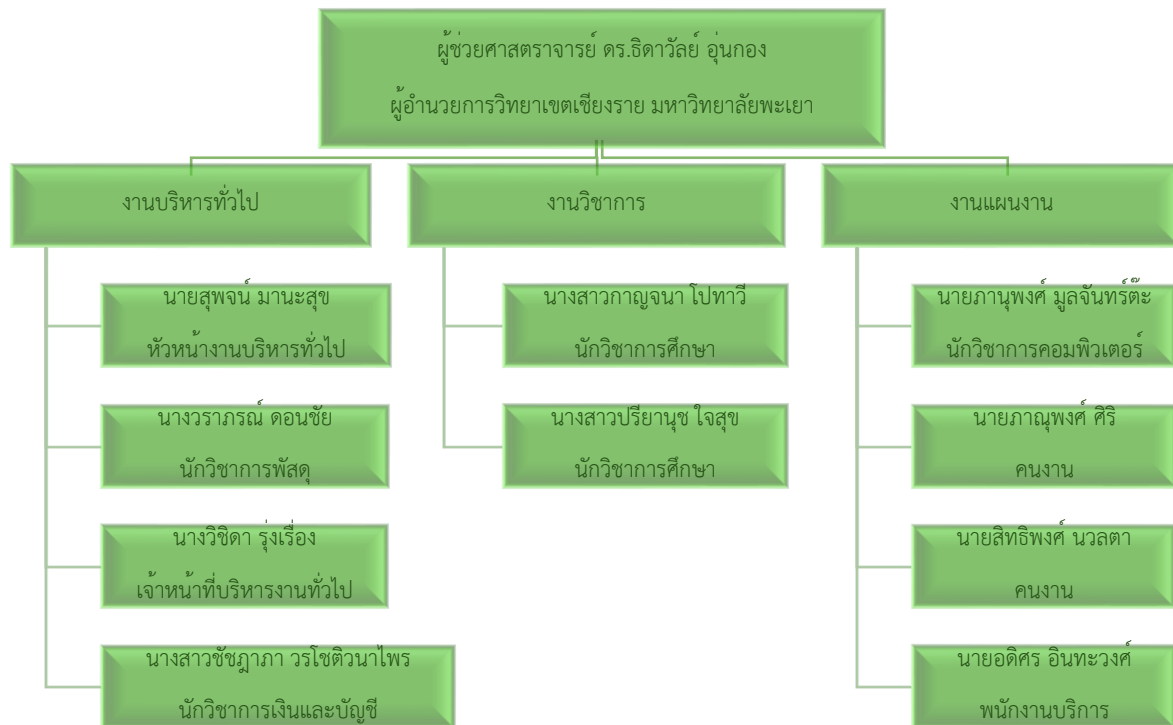 ผู้ช่วยศาสตราจารย์ ดร.ธิดาวัลย์ อุ่นกอง
ผู้อำนวยการวิทยาเขตเชียงราย มหาวิทยาลัยพะเยา
งานบริหารทั่วไป
นายสุพจน์ มานะสุข
หัวหน้างานบริหารทั่วไป
นางวราภรณ์ ดอนชัย
นักวิชาการพัสดุ
นางวิชิดา รุ่งเรื่อง
เจ้าหน้าที่บริหารงานทั่วไป
นางสาวชัชฎาภา วรโชติวนาไพร
นักวิชาการเงินและบัญชี
งานวิชาการ
นางสาวกาญจนา โปทาวี
นักวิชาการศึกษา
นางสาวปรียานุช ใจสุข
นักวิชาการศึกษา
งานแผนงาน
นายภานุพงศ์ มูลจันทร์ต๊ะ
นักวิชาการคอมพิวเตอร์
นายภาณุพงศ์ ศิริ
คนงาน
นายสิทธิพงศ์ นวลตา
คนงาน
นายอดิศร อินทะวงศ์
พนักงานบริการ